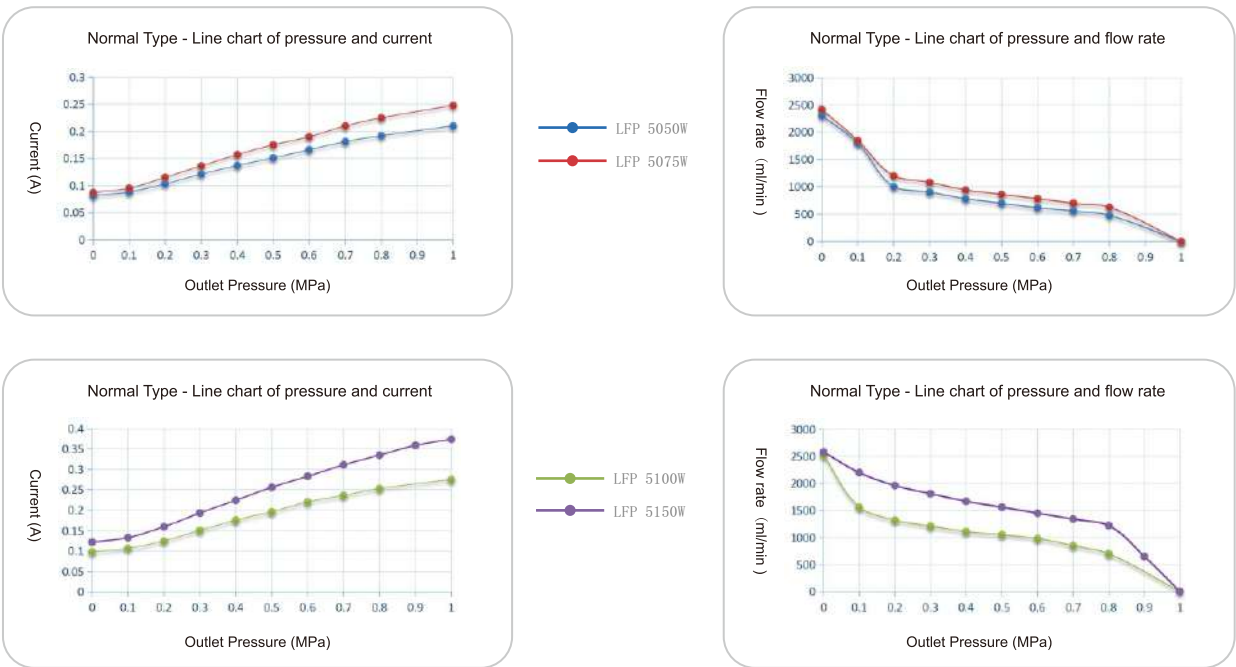 Normal Type - Line chart of pressure and current
0.3
0.25
0.2
0.15
0.1
0.05
0
Current (A)
0 0.1 0.2 0.3 0.4 0.5 0.6 0.7 0.8 0.9 1
Outlet Pressure (MPa)
LFP 5050W
LFP 5075W
Normal Type - Line chart of pressure and flow rate
3000
2500
2000
1500
1000
500
0
Flow rate (ml/min )
0 0.1 0.2 0.3 0.4 0.5 0.6 0.7 0.8 0.9 1
Outlet Pressure (MPa)
Normal Type - Line chart of pressure and current
0.4
0.35
0.3
0.25
0.2
0.15
0.1
0.05
0
Current (A)
0 0.1 0.2 0.3 0.4 0.5 0.6 0.7 0.8 0.9 1
Outlet Pressure (MPa)
LFP 5100W
LFP 5150W
Normal Type - Line chart of pressure and flow rate
3000
2500
2000
1500
1000
500
0
Flow rate (ml/min )
0 0.1 0.2 0.3 0.4 0.5 0.6 0.7 0.8 0.9 1
Outlet Pressure (MPa)